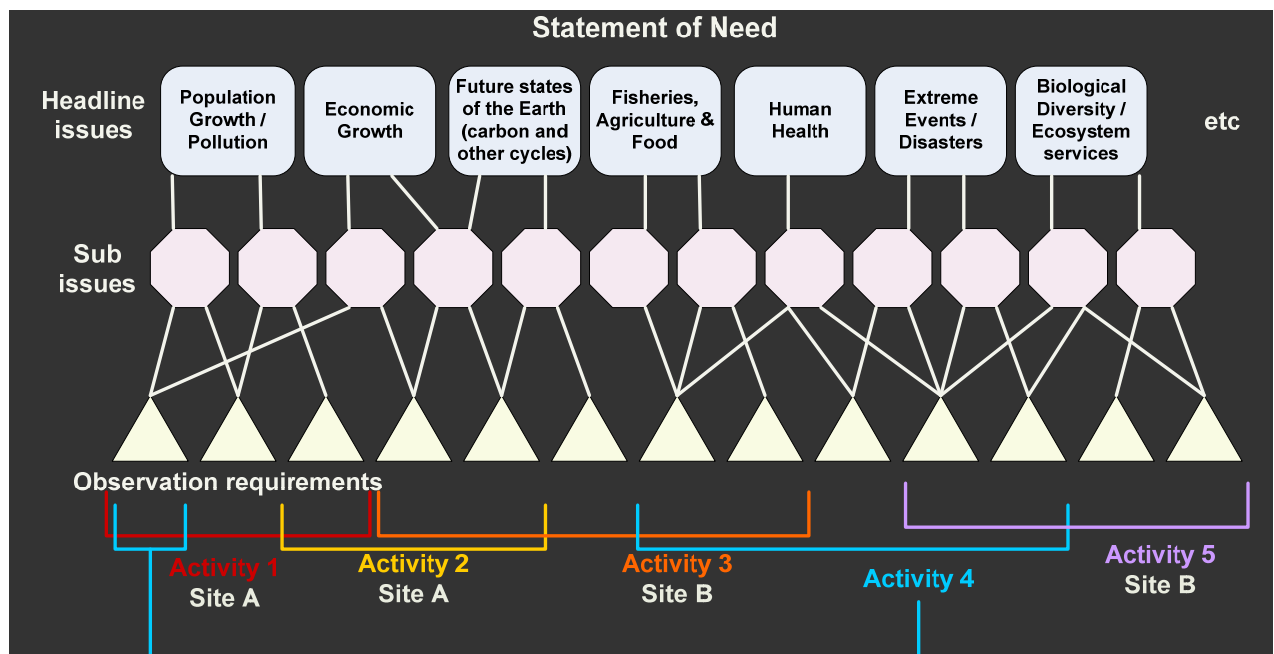 Statement of Need
Headline
issues
Population
Growth /
Pollution
Economic
Growth
Future states
of the Earth
(carbon and
other cycles)
Fisheries,
Agriculture &
Food
Human
Health
Extreme
Events /
Disasters
Biological
Diversity /
Ecosystem
services
etc
Sub
issues
Observation requirements
Activity 1
Site A
Activity 2
Site A
Activity 3
Site B
Activity 4
Activity 5
Site B